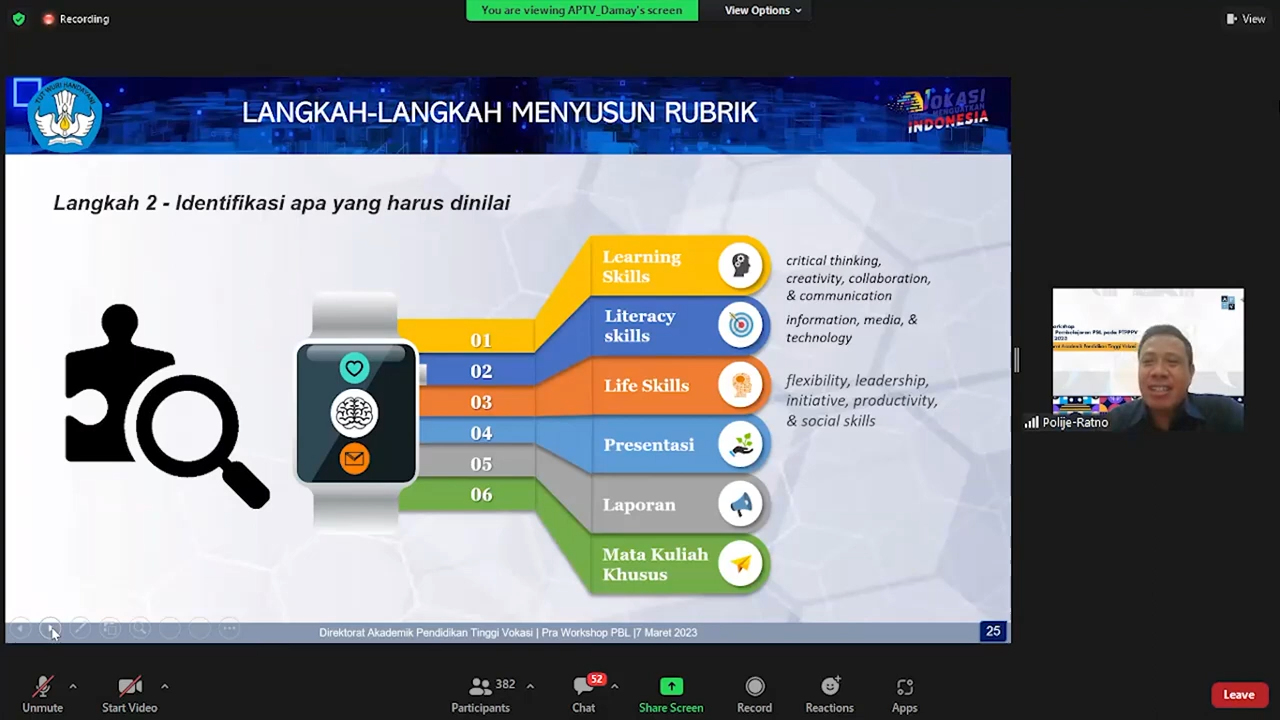 Recording
You are viewing APTV_Damay's screen
View Options
View
TUT WURI HANDAYANI
LANGKAH-LANGKAH MENYUSUN RUBRIK
VOKASI
MENGUATKAN
INDONESIA
Langkah 2 - Identifikasi apa yang harus dinilai
01
Learning
Skills
critical thinking,
creativity, collaboration,
& communication
02
Literacy
skills
information, media, &
technology
03
Life Skills
flexibility, leadership,
initiative, productivity,
& social skills
04
Presentasi
05
Laporan
06
Mata Kuliah
Khusus
Direktorat Akademik Pendidikan Tinggi Vokasi | Pra Workshop PBL |7 Maret 2023
25
Polije-Ratno
Unmute
Start Video
382
Participants
52
Chat
Share Screen
Record
Reactions
Apps
Leave